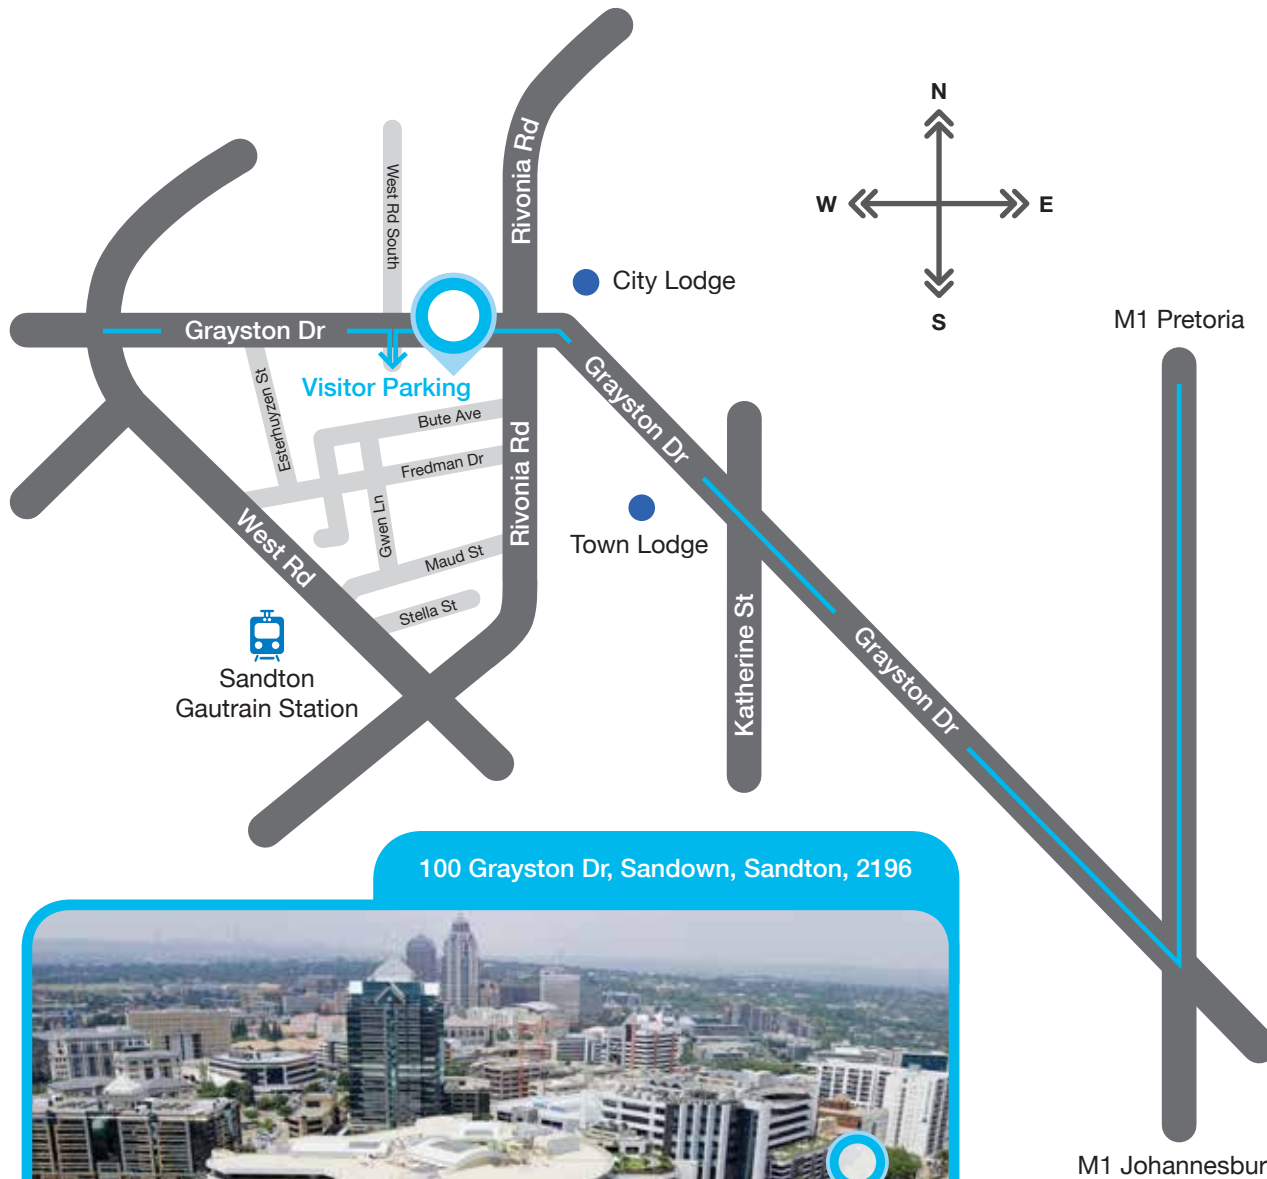 N
W
E
S
Rivonia Rd
West Rd South
City Lodge
M1 Pretoria
Grayston Dr
Visitor Parking
Esterhuyzen St
Bute Ave
Fredman Dr
Gwen Ln
Grayston Dr
Rivonia Rd
Town Lodge
West Rd
Maud St
Stella St
Katherine St
Grayston Dr
Sandton
Gautrain Station
100 Grayston Dr, Sandown, Sandton, 2196
M1 Johannesbur